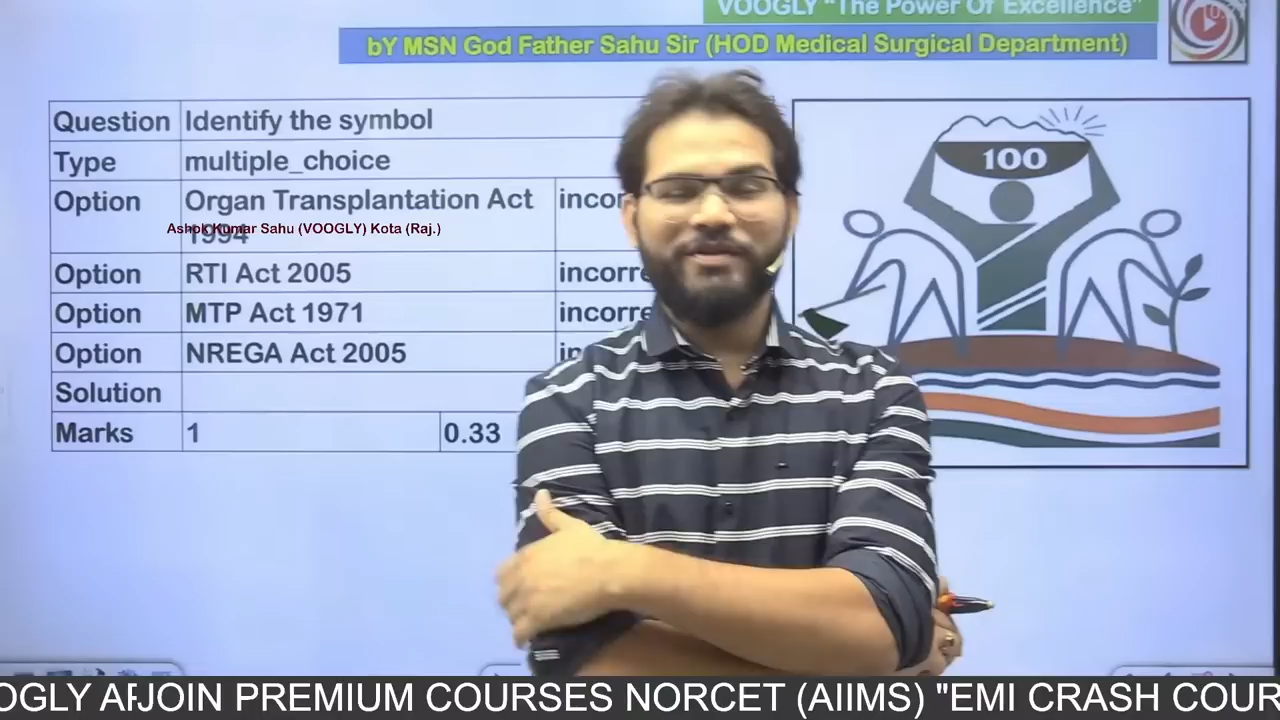 VOOGLY "The Power Of Excellence"
bY MSN God Father Sahu Sir (HOD Medical Surgical Department)
Question Identify the symbol
Type multiple_choice
Option Organ Transplantation Act
1994
Ashok Kumar Sahu (VOOGLY) Kota (Raj.)
Option RTI Act 2005 incorre
Option MTP Act 1971 incorre
Option NREGA Act 2005
Solution
Marks 1 0.33
100
OGLY JOIN PREMIUM COURSES NORCET (AIIMS) "EMI CRASH COUR